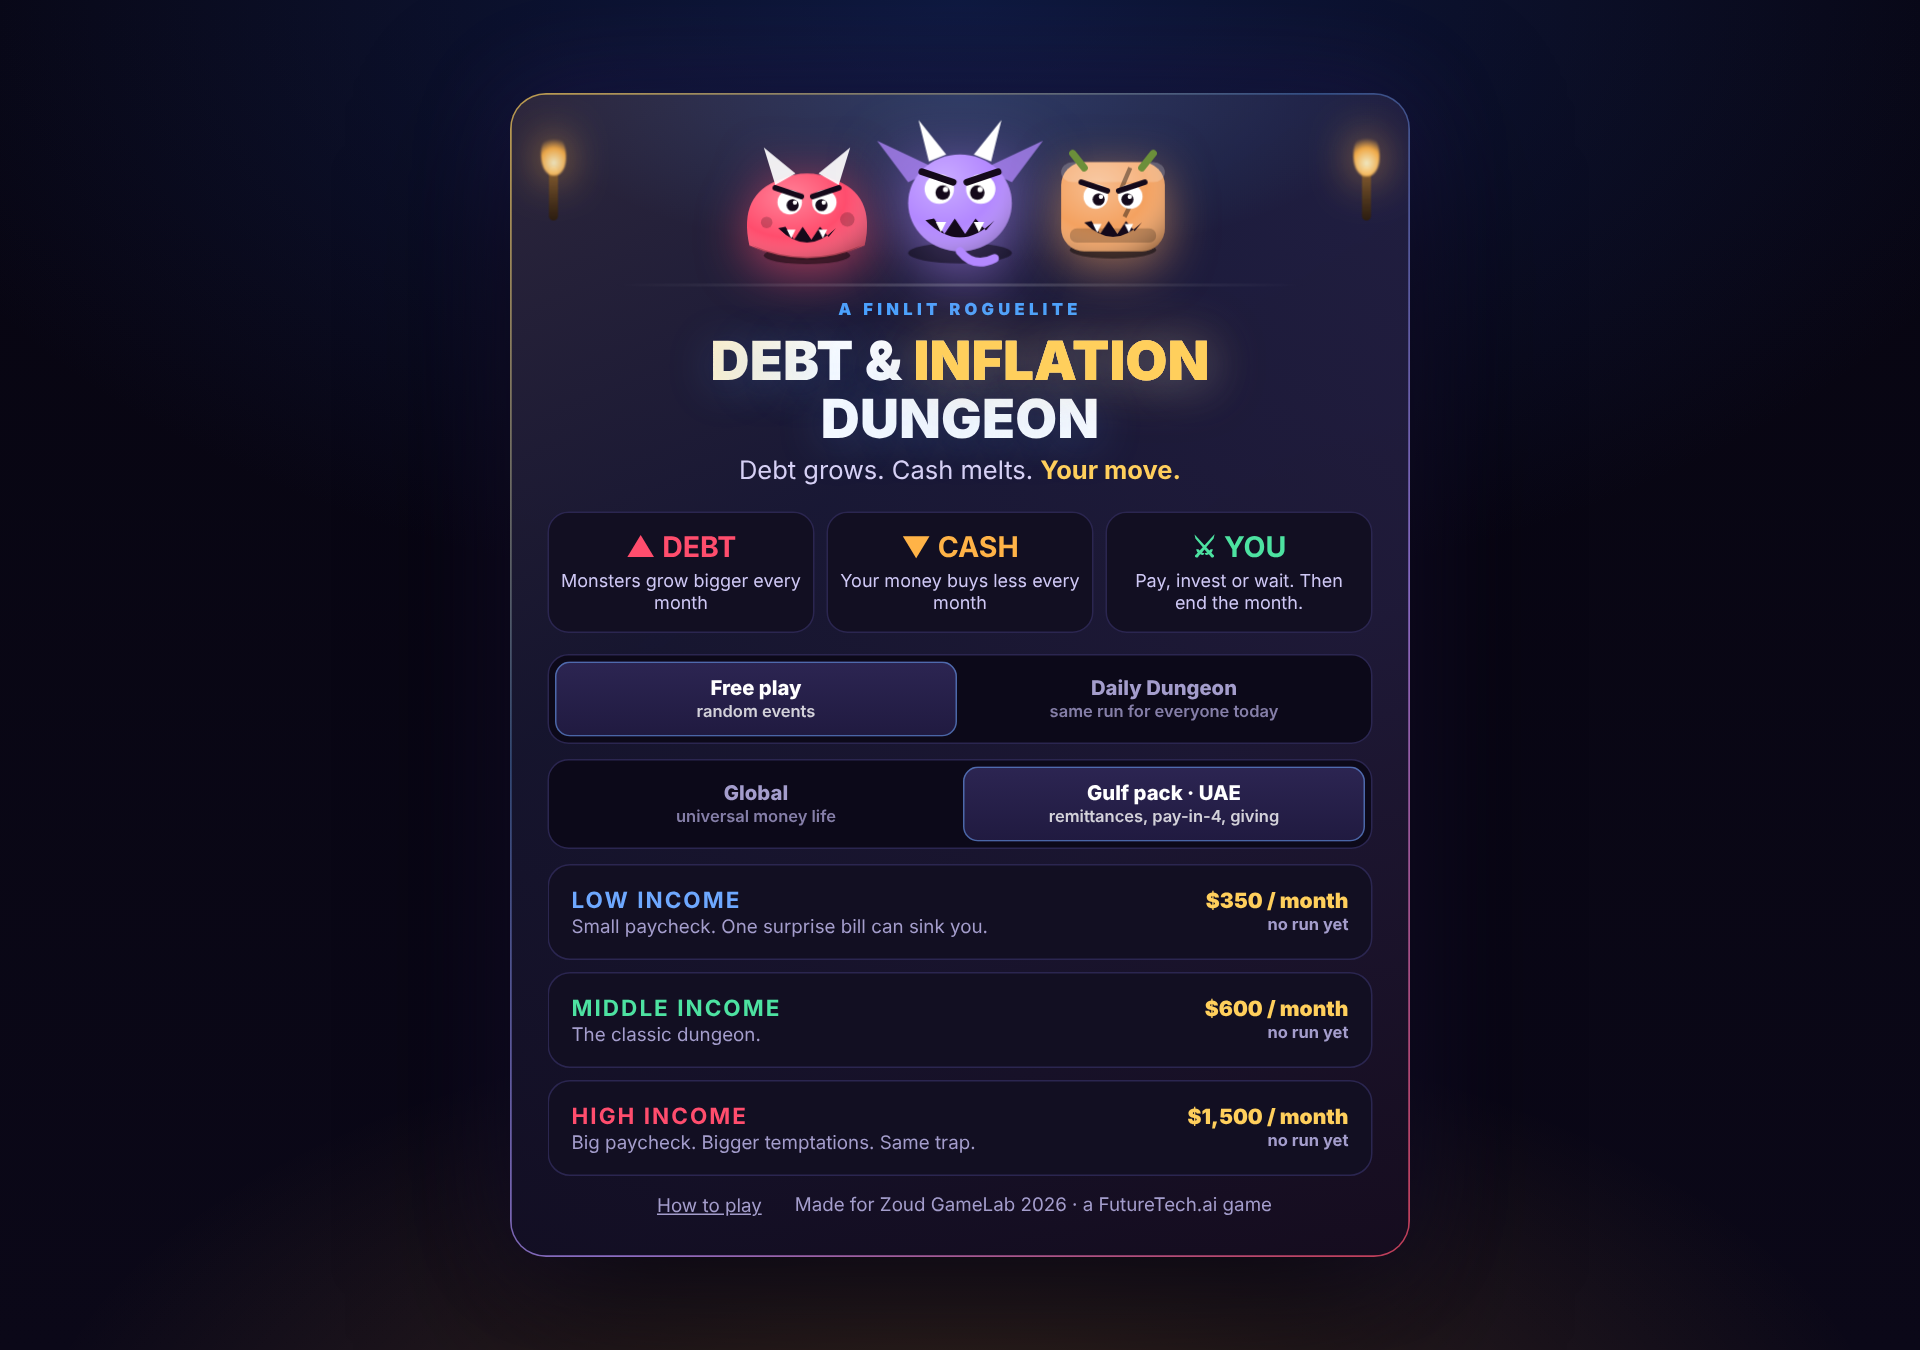 A FINLIT ROGUELITE
DEBT & INFLATION
DUNGEON
Debt grows. Cash melts. Your move.
▲ DEBT
Monsters grow bigger every
month
▼ CASH
Your money buys less every
month
⚔ YOU
Pay, invest or wait. Then
end the month.
Free play
random events
Daily Dungeon
same run for everyone today
Global
universal money life
Gulf pack · UAE
remittances, pay-in-4, giving
LOW INCOME
$350 / month
Small paycheck. One surprise bill can sink you.
no run yet
MIDDLE INCOME
$600 / month
The classic dungeon.
no run yet
HIGH INCOME
$1,500 / month
Big paycheck. Bigger temptations. Same trap.
no run yet
How to play
Made for Zoud GameLab 2026 · a FutureTech.ai game